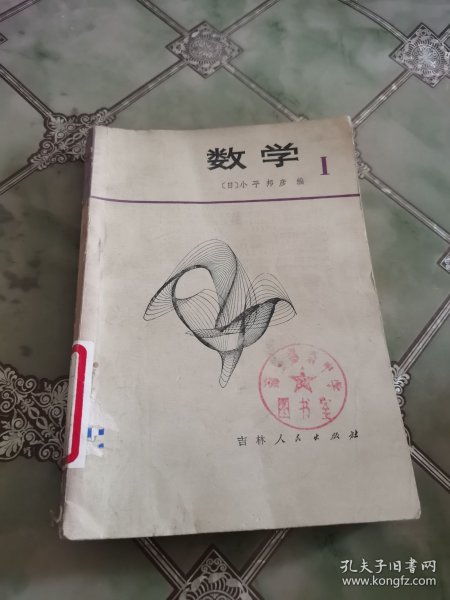 数学 I
〔日〕小平邦彦 编
图书室
吉林人民出版社
孔夫子旧书网
www.kongfz.com